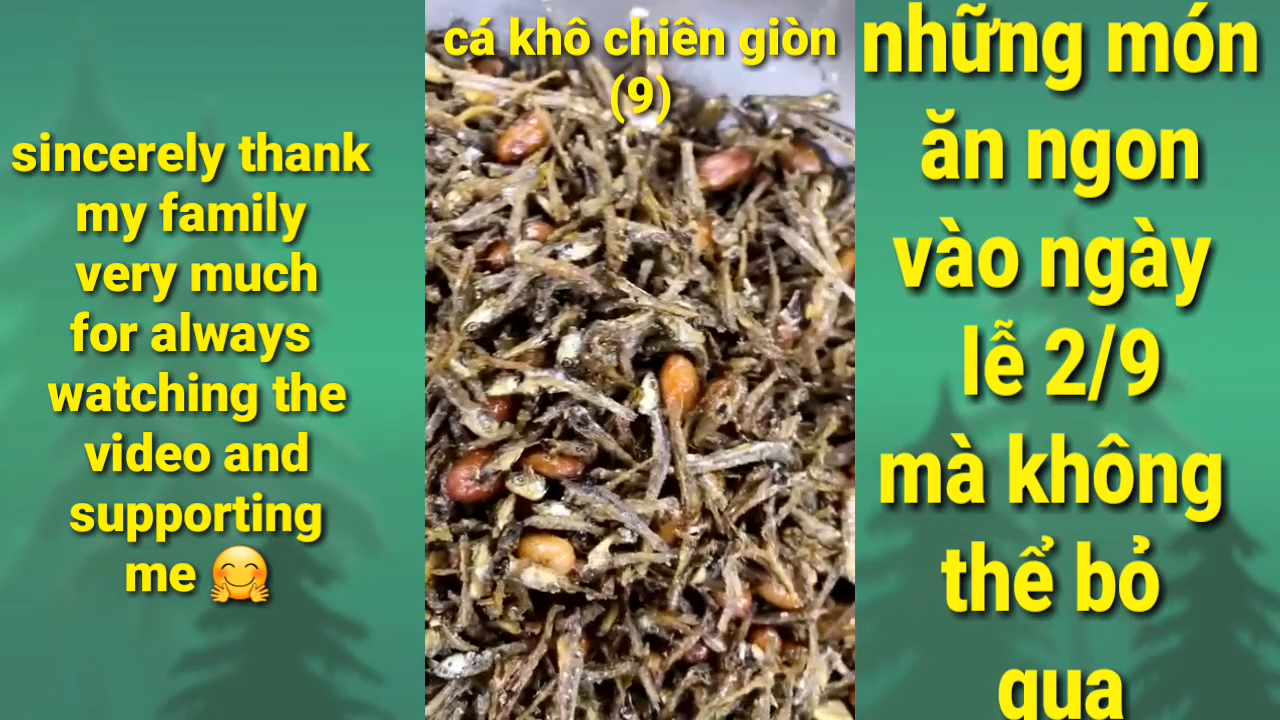 sincerely thank
my family
very much
for always
watching the
video and
supporting
me 🤗
cá khô chiên giòn
(9)
những món
ăn ngon
vào ngày
lễ 2/9
mà không
thể bỏ
qua